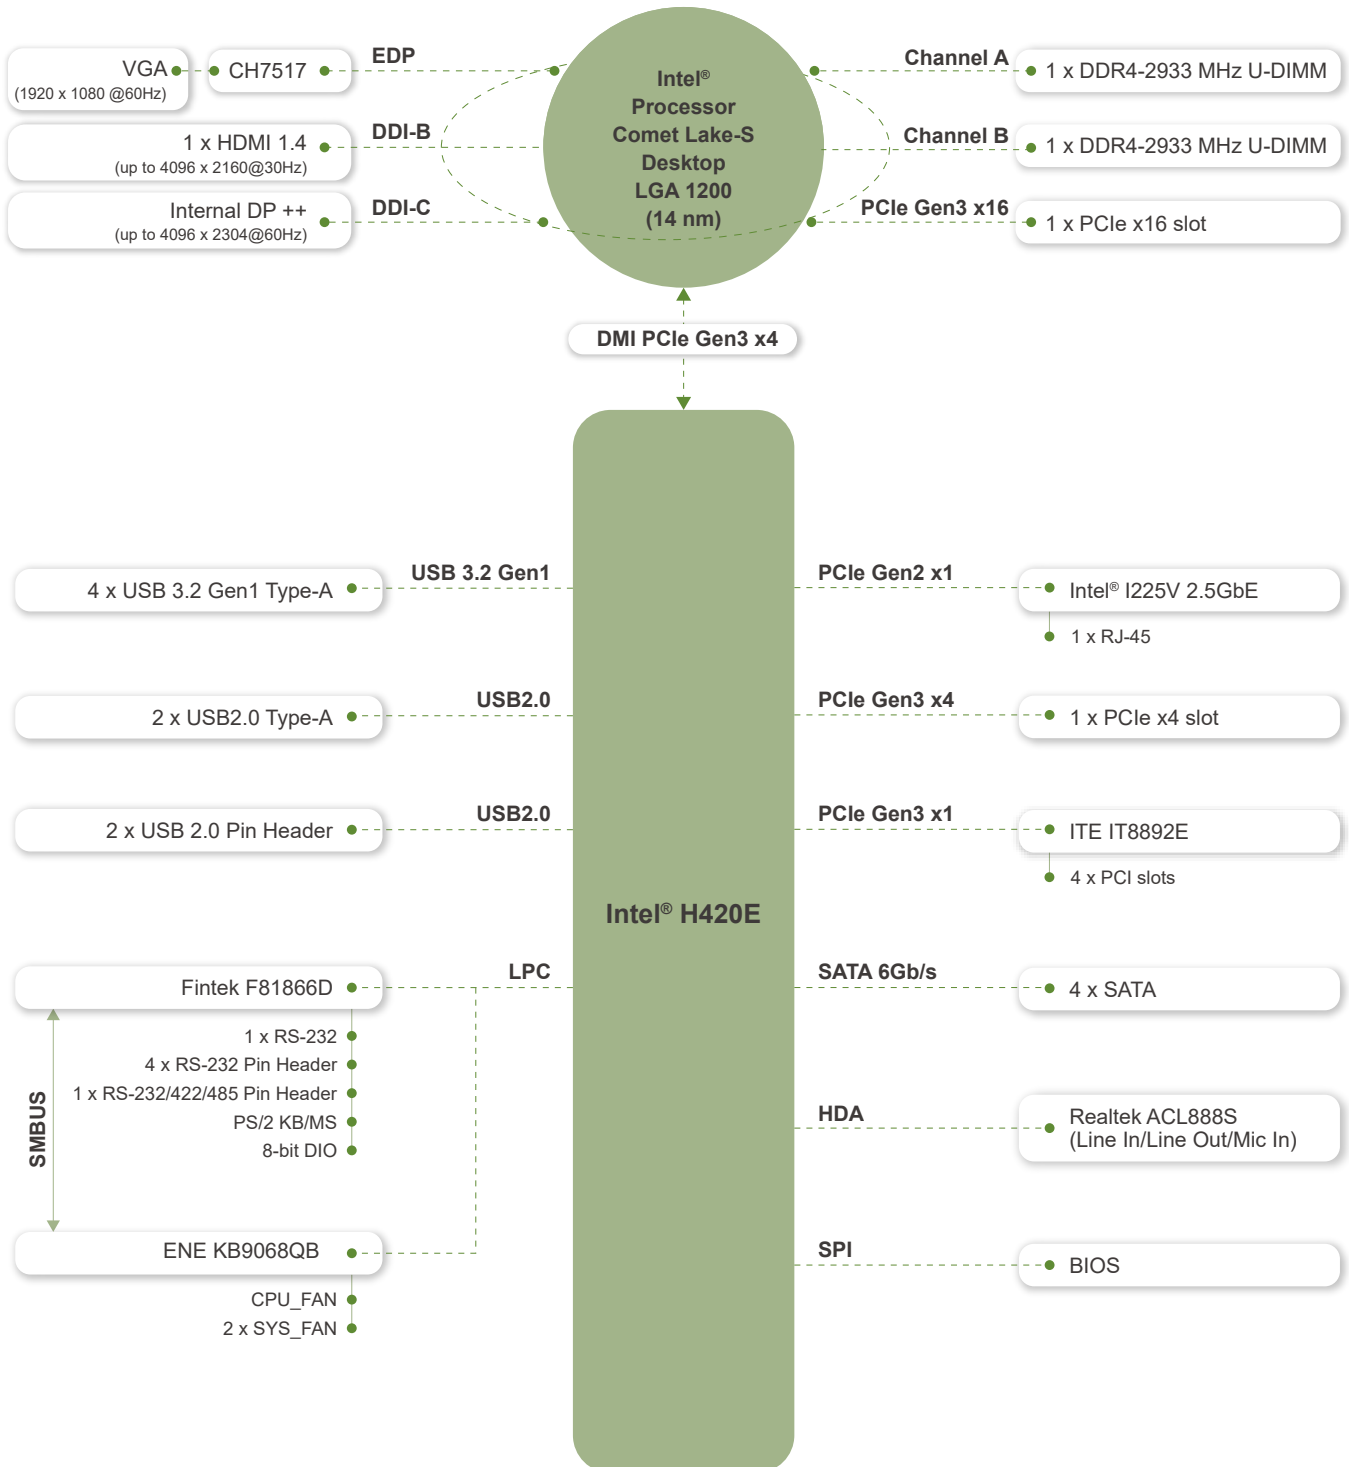 VGA
(1920 x 1080 @60Hz)
CH7517
EDP
1 x HDMI 1.4
(up to 4096 x 2160@30Hz)
DDI-B
Internal DP ++
(up to 4096 x 2304@60Hz)
DDI-C
Intel®
Processor
Comet Lake-S
Desktop
LGA 1200
(14 nm)
Channel A
1 x DDR4-2933 MHz U-DIMM
Channel B
1 x DDR4-2933 MHz U-DIMM
PCIe Gen3 x16
1 x PCIe x16 slot
DMI PCIe Gen3 x4
Intel® H420E
4 x USB 3.2 Gen1 Type-A
USB 3.2 Gen1
2 x USB2.0 Type-A
USB2.0
2 x USB 2.0 Pin Header
USB2.0
Fintek F81866D
LPC
1 x RS-232
4 x RS-232 Pin Header
1 x RS-232/422/485 Pin Header
PS/2 KB/MS
8-bit DIO
SMBUS
ENE KB9068QB
CPU_FAN
2 x SYS_FAN
PCIe Gen2 x1
Intel® I225V 2.5GbE
1 x RJ-45
PCIe Gen3 x4
1 x PCIe x4 slot
PCIe Gen3 x1
ITE IT8892E
4 x PCI slots
SATA 6Gb/s
4 x SATA
HDA
Realtek ACL888S
(Line In/Line Out/Mic In)
SPI
BIOS